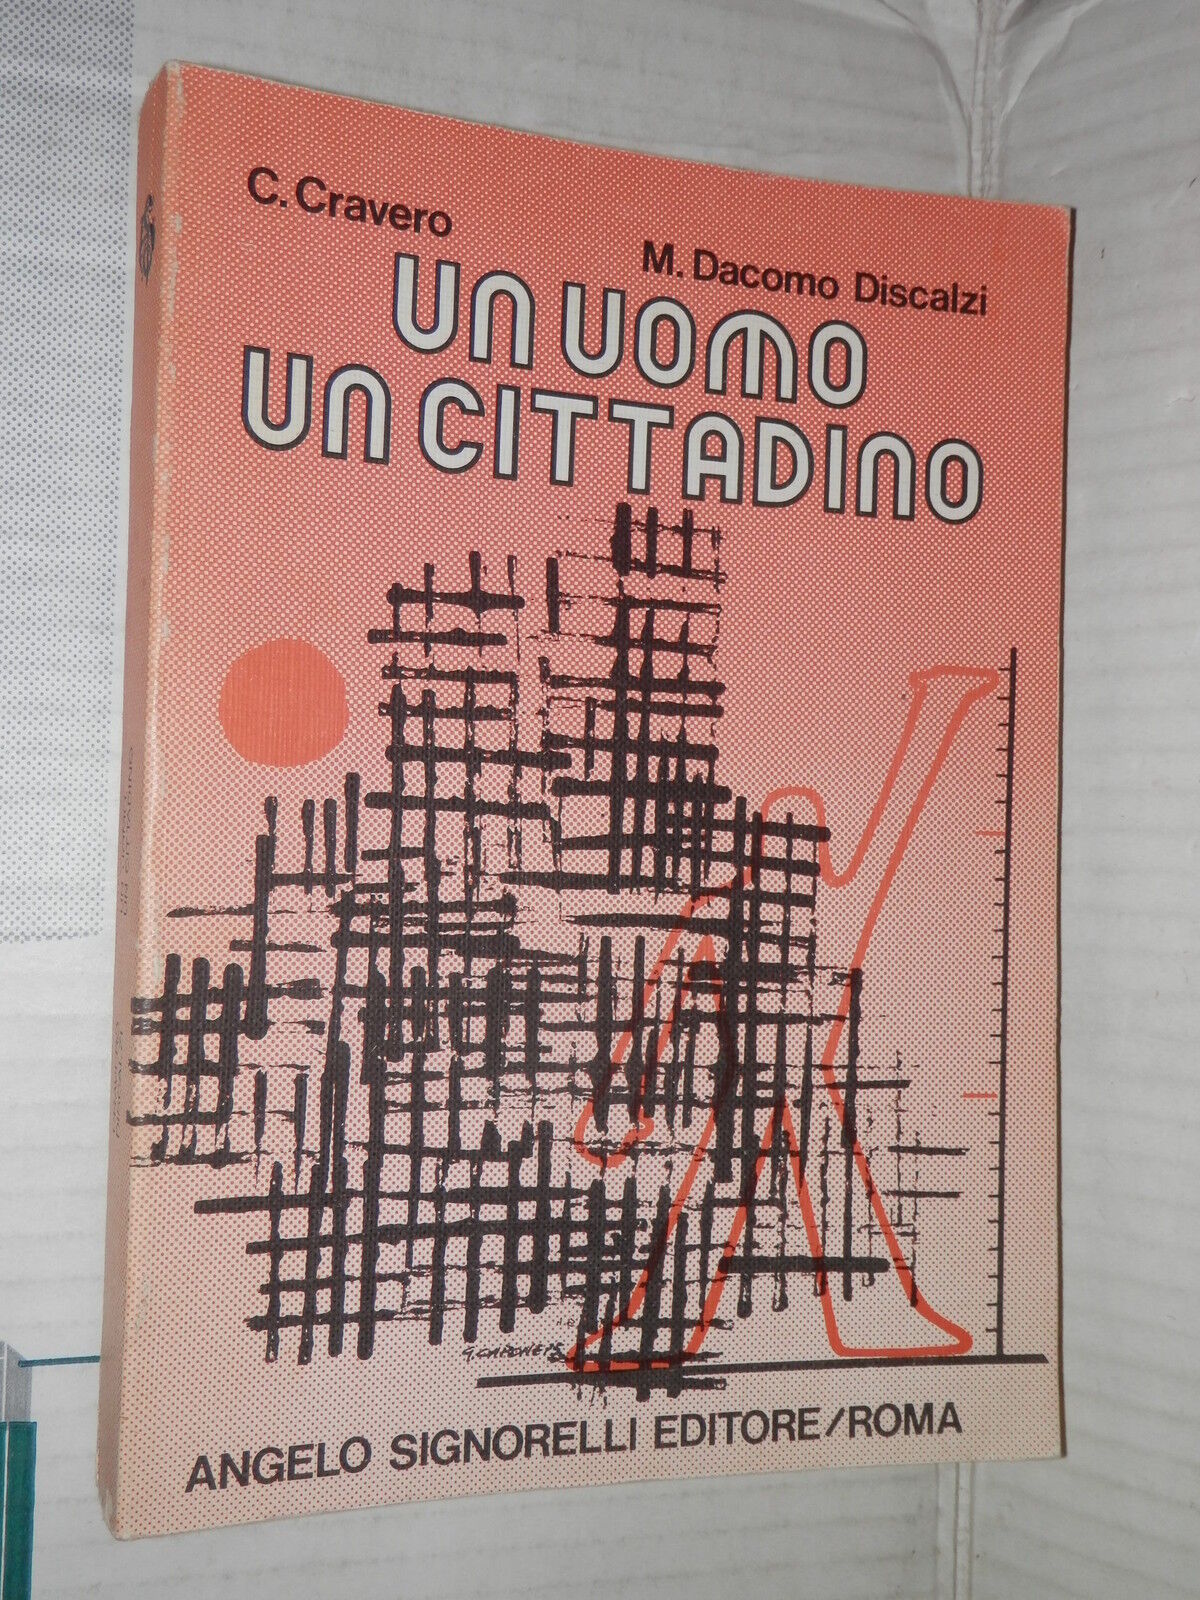 C. Cravero
M. Dacomo Discalzi
UN UOMO
UN CITTADINO
ANGELO SIGNORELLI EDITORE/ROMA